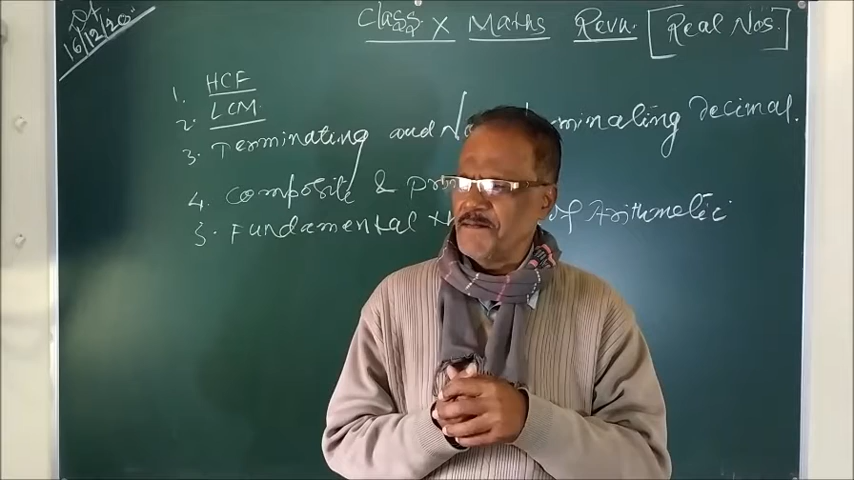 Dt
16/12/20
Class X Maths Revn. [Real Nos.]
1. HCF
2. LCM
3. Terminating and minating Decimal.
4. Composite &
5. Fundamental of Arithmetic